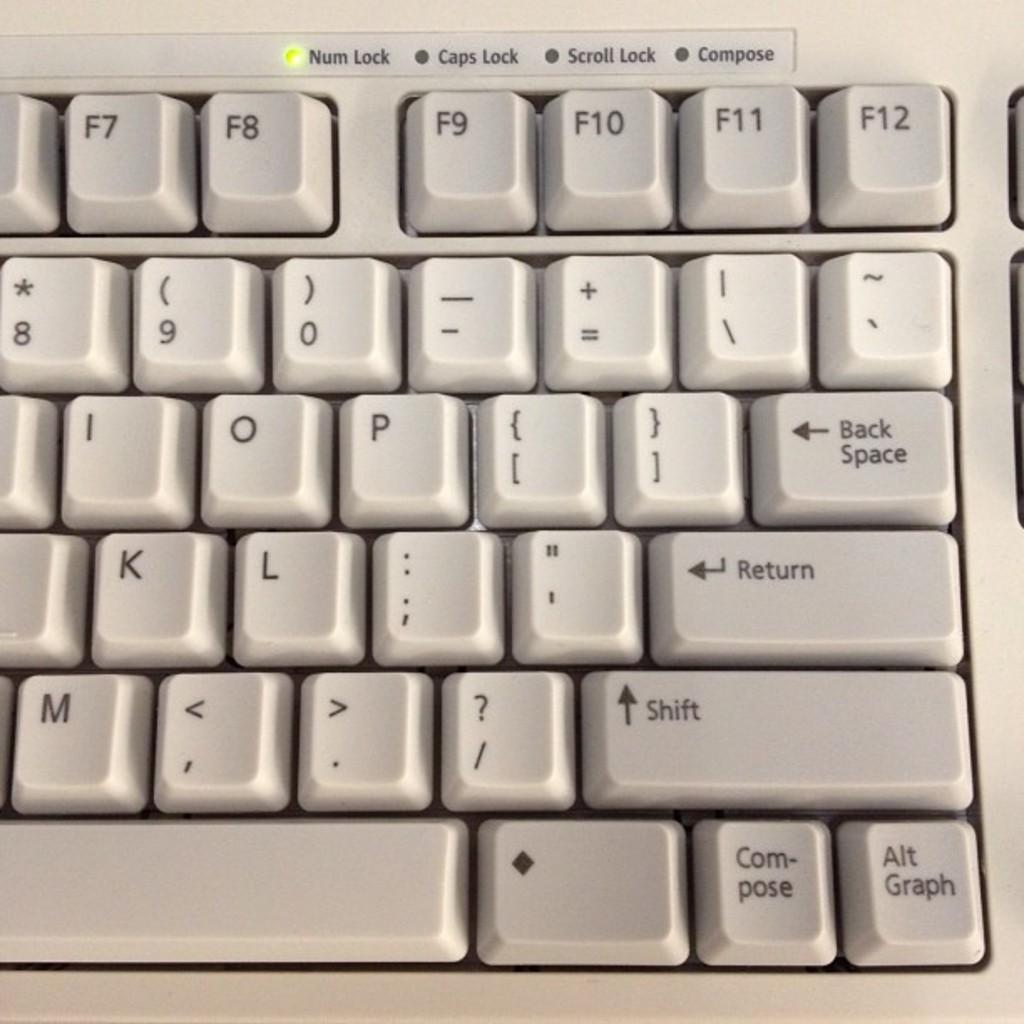 Num Lock Caps Lock Scroll Lock Compose
F7 F8 F9 F10 F11 F12
* ( ) _ + | ~
8 9 0 - = \ `
I O P { } ← Back
[ ] Space
K L : " ↵ Return
; '
M < > ? ↑ Shift
, . /
◆ Com- Alt
pose Graph